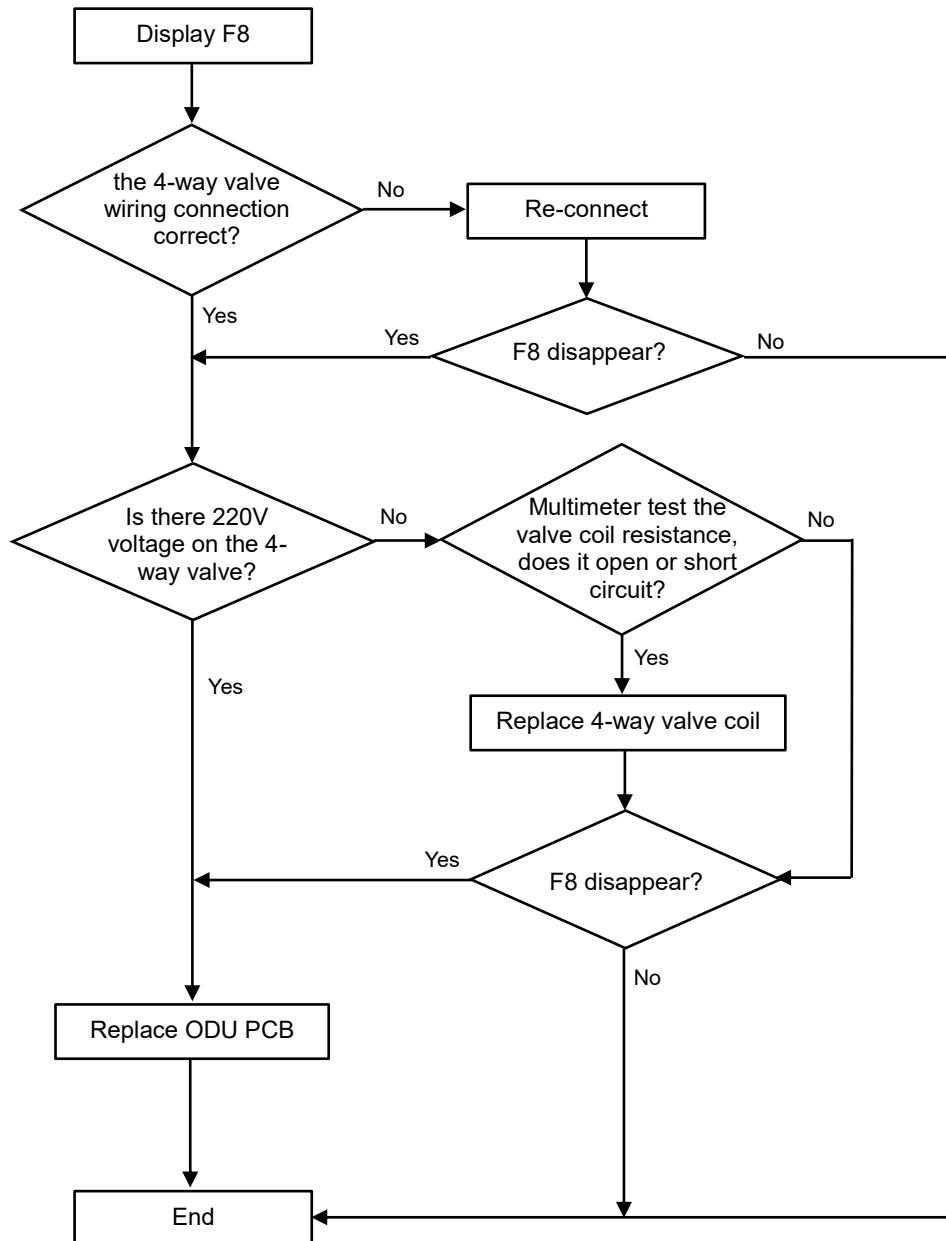 Display F8
the 4-way valve
wiring connection
correct?
No
Re-connect
Yes
Yes
F8 disappear?
No
Is there 220V
voltage on the 4-
way valve?
No
Multimeter test the
valve coil resistance,
does it open or short
circuit?
No
Yes
Yes
Replace 4-way valve coil
Yes
F8 disappear?
No
Replace ODU PCB
End